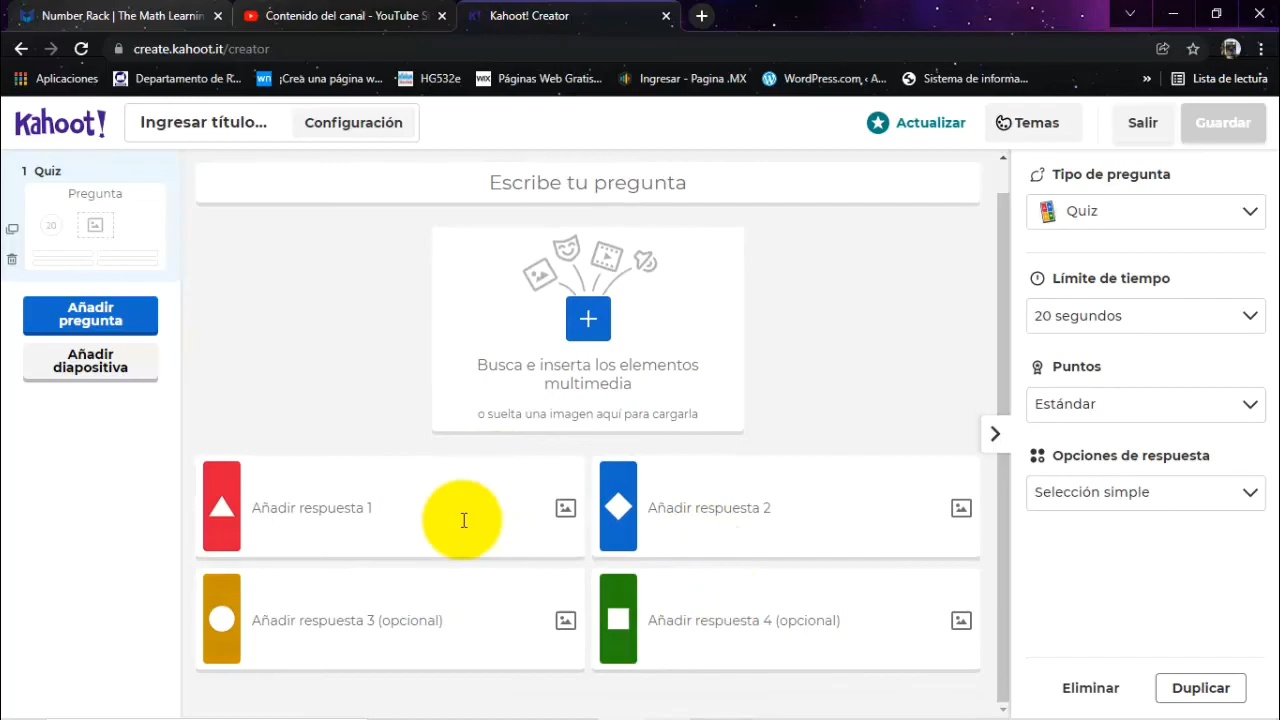 Number Rack | The Math Learnin
Contenido del canal - YouTube S
Kahoot! Creator
create.kahoot.it/creator
Aplicaciones
Departamento de R...
¡Creá una página w...
HG532e
Páginas Web Gratis...
Ingresar - Pagina .MX
WordPress.com, ‹ A...
Sistema de informa...
»
Lista de lectura
Kahoot!
Ingresar título...
Configuración
Actualizar
Temas
Salir
Guardar
1 Quiz
Pregunta
20
Añadir
pregunta
Añadir
diapositiva
Escribe tu pregunta
Busca e inserta los elementos
multimedia
o suelta una imagen aquí para cargarla
Añadir respuesta 1
Añadir respuesta 2
Añadir respuesta 3 (opcional)
Añadir respuesta 4 (opcional)
Tipo de pregunta
Quiz
Límite de tiempo
20 segundos
Puntos
Estándar
Opciones de respuesta
Selección simple
Eliminar
Duplicar